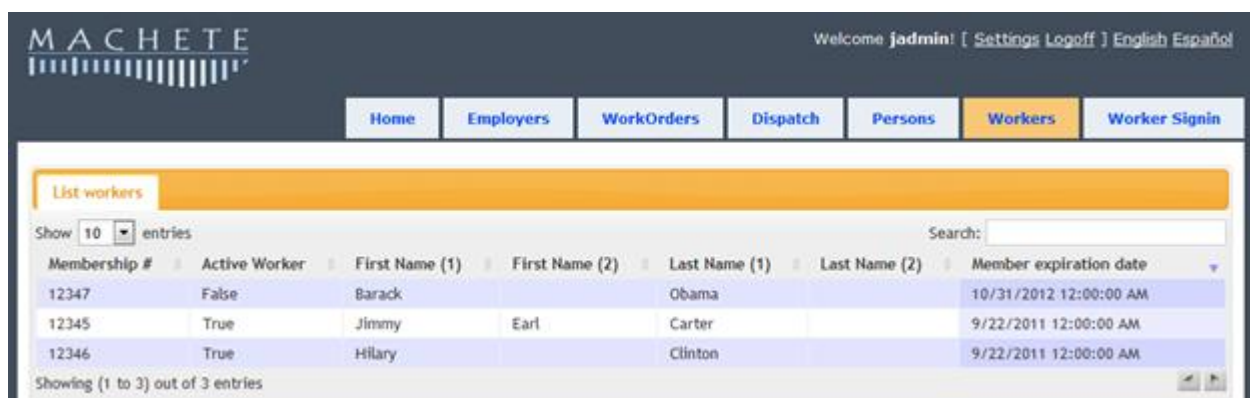 MACHETE
Welcome jadmin! [ Settings Logoff ] English Español
Home Employers WorkOrders Dispatch Persons Workers Worker Signin
List workers
Show 10 entries Search:
Membership # Active Worker First Name (1) First Name (2) Last Name (1) Last Name (2) Member expiration date
12347 False Barack Obama 10/31/2012 12:00:00 AM
12345 True Jimmy Earl Carter 9/22/2011 12:00:00 AM
12346 True Hilary Clinton 9/22/2011 12:00:00 AM
Showing (1 to 3) out of 3 entries